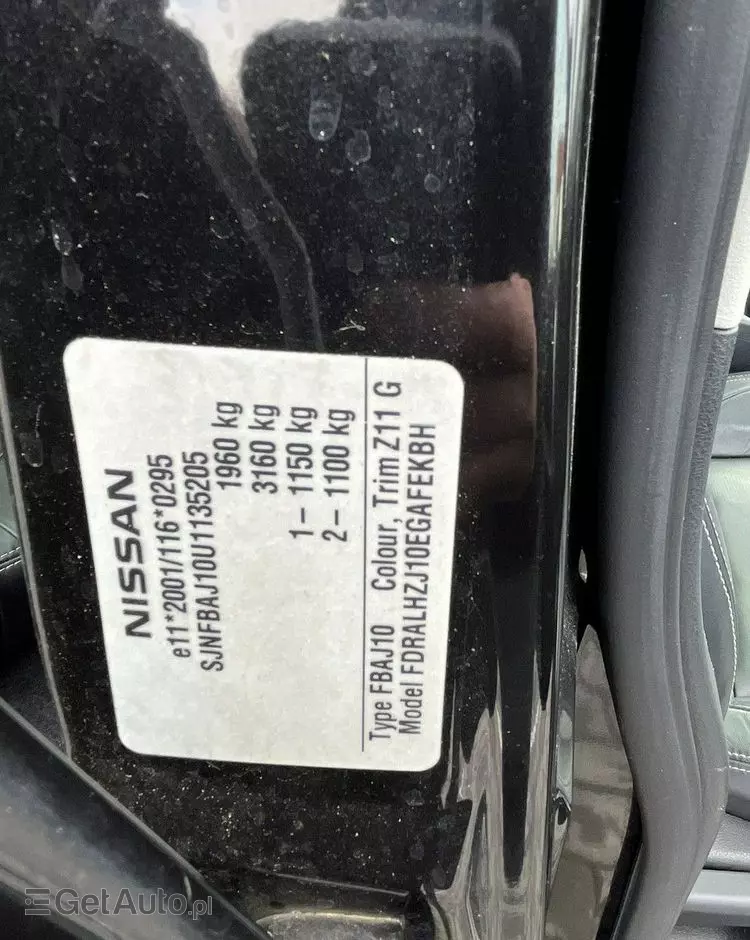 NISSAN
e11*2001/116*0295
SJNFBAJ10U1135205
1960 kg
3160 kg
1– 1150 kg
2– 1100 kg
Type FBAJ10 Colour, Trim Z11 G
Model FDRALHZJ10EGAFEKBH
GetAuto.pl